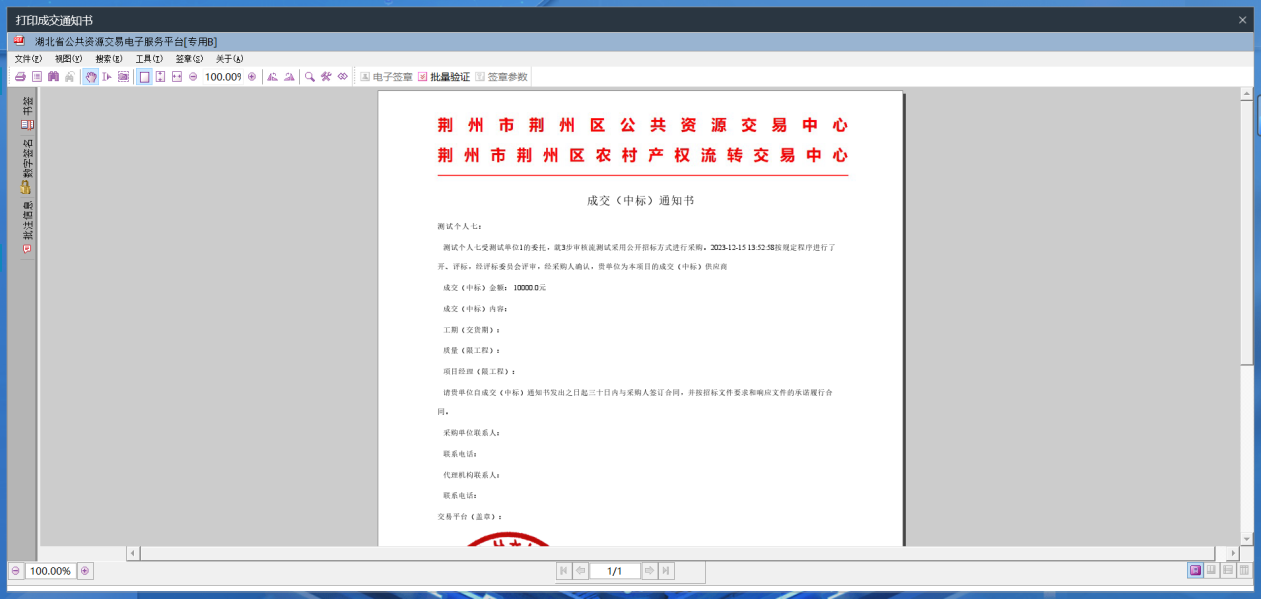 打印成交通知书
湖北省公共资源交易电子服务平台[专用B]
文件(F) 视图(V) 搜索(E) 工具(T) 签章(S) 关于(A)
100.00% 电子签章 批量验证 签章参数
书签
数字签名
批注信息
荆州市荆州区公共资源交易中心
荆州市荆州区农村产权流转交易中心
成交（中标）通知书
测试个人七：
测试个人七受测试单位1的委托，就3步审核流测试采用公开招标方式进行采购。2023-12-15 13:52:58按规定程序进行了
开、评标，经评标委员会评审，经采购人确认，贵单位为本项目的成交（中标）供应商
成交（中标）金额： 10000.0元
成交（中标）内容：
工期（交货期）：
质量（限工程）：
项目经理（限工程）：
请贵单位自成交（中标）通知书发出之日起三十日内与采购人签订合同，并按招标文件要求和响应文件的承诺履行合
同。
采购单位联系人：
联系电话：
代理机构联系人：
联系电话：
交易平台（盖章）：
100.00%
1/1